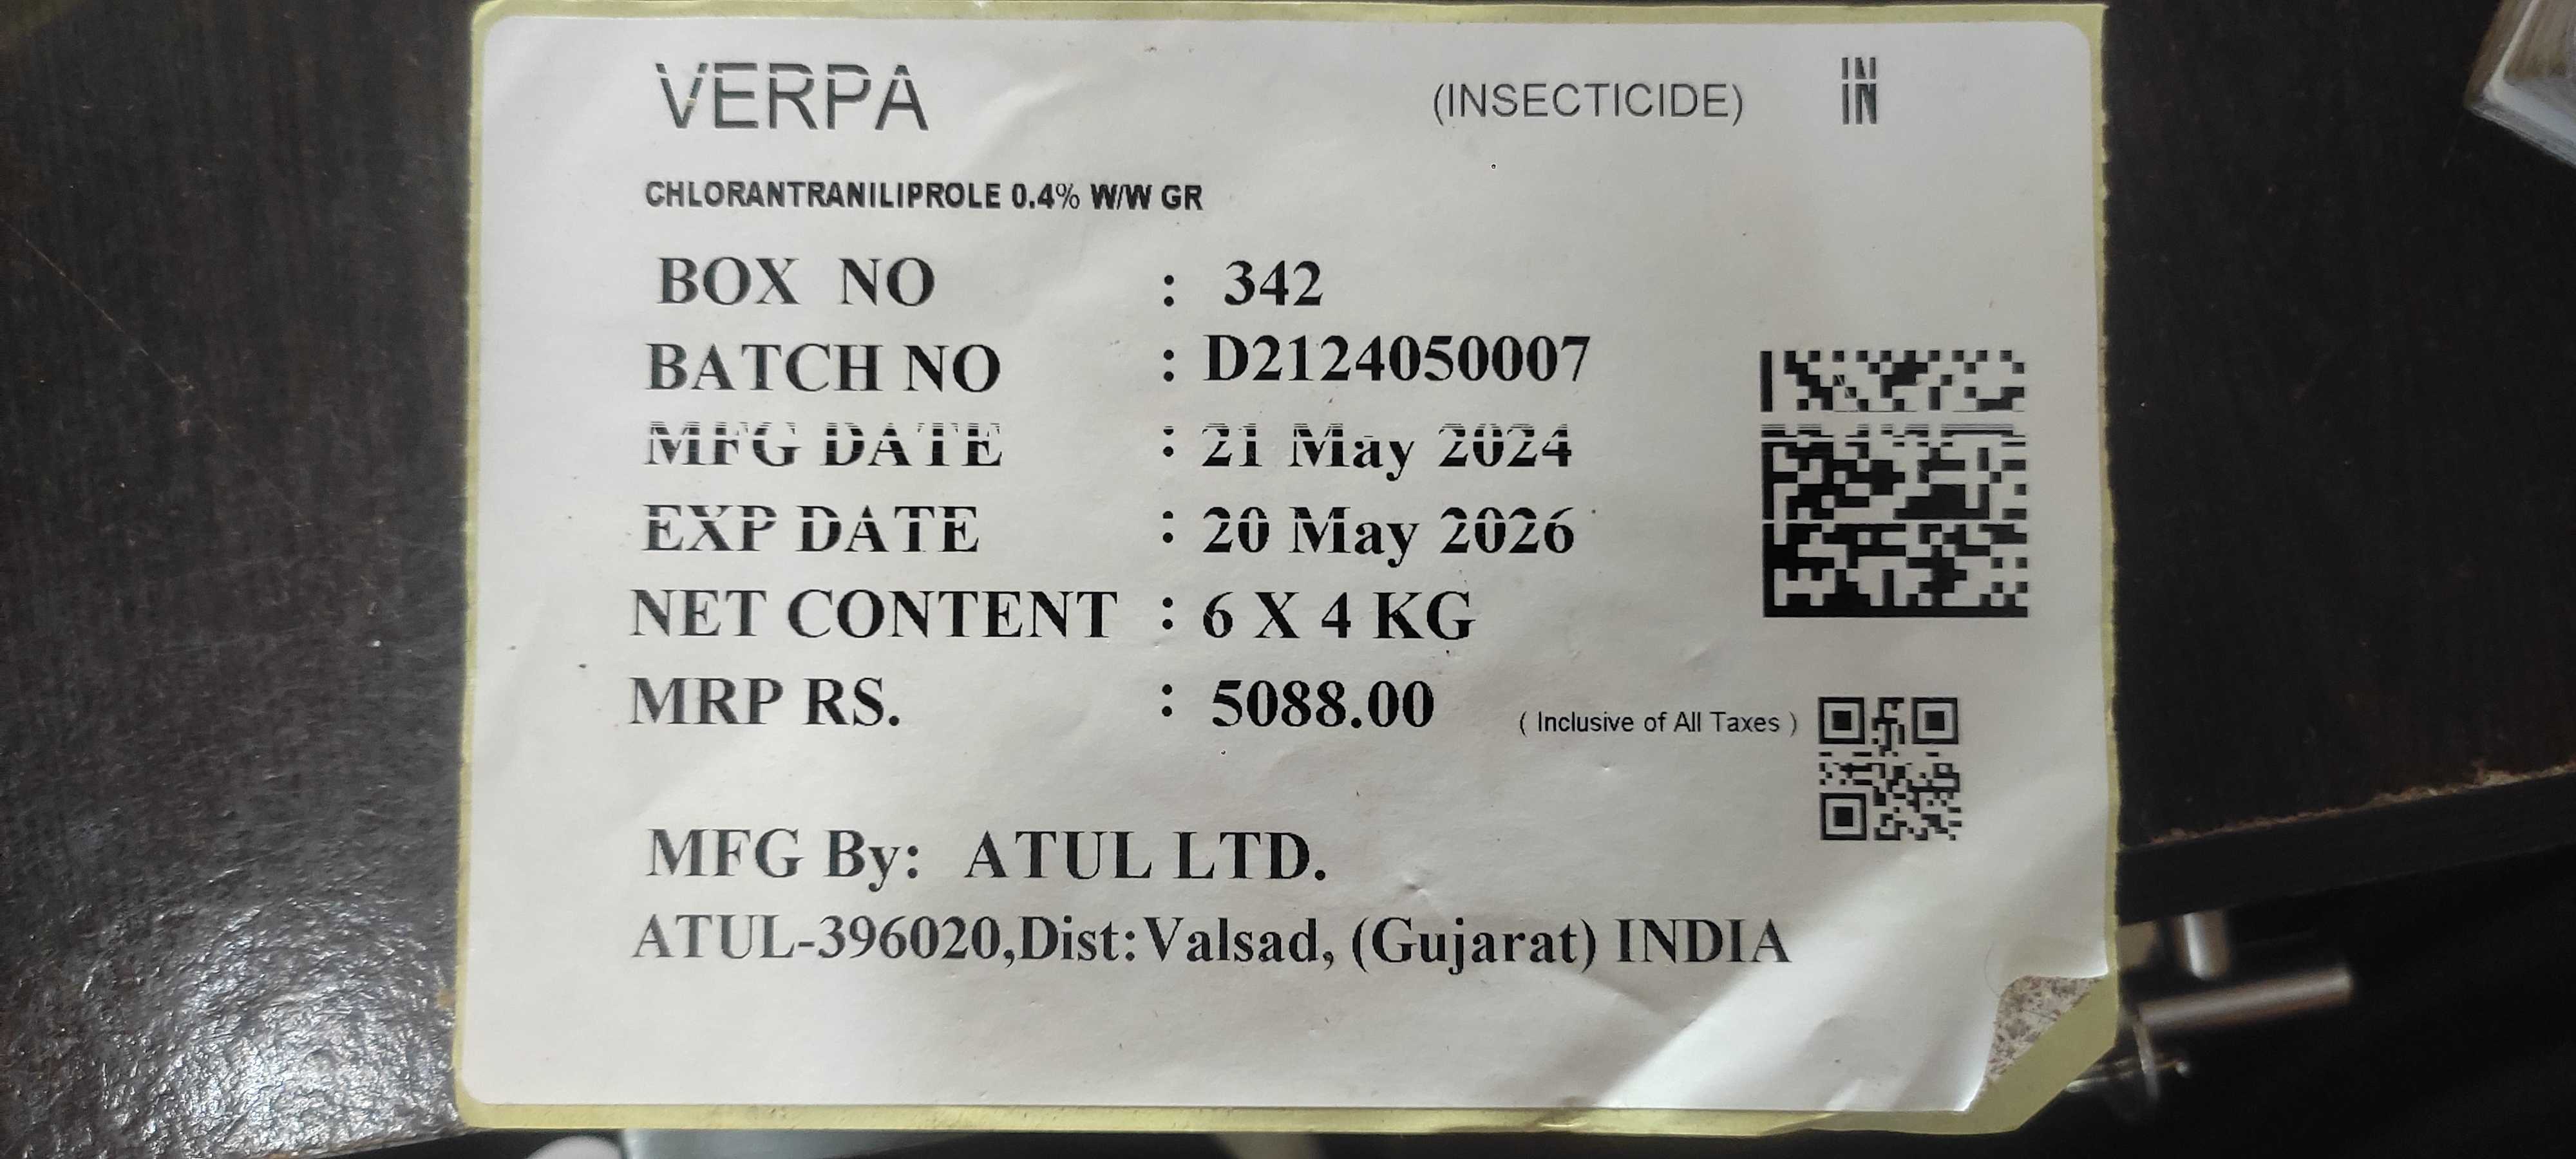 VERPA (INSECTICIDE) IN
CHLORANTRANILIPROLE 0.4% W/W GR
BOX NO : 342
BATCH NO : D2124050007
MFG DATE : 21 May 2024
EXP DATE : 20 May 2026
NET CONTENT : 6 X 4 KG
MRP RS. : 5088.00 ( Inclusive of All Taxes )
MFG By: ATUL LTD.
ATUL-396020,Dist:Valsad, (Gujarat) INDIA